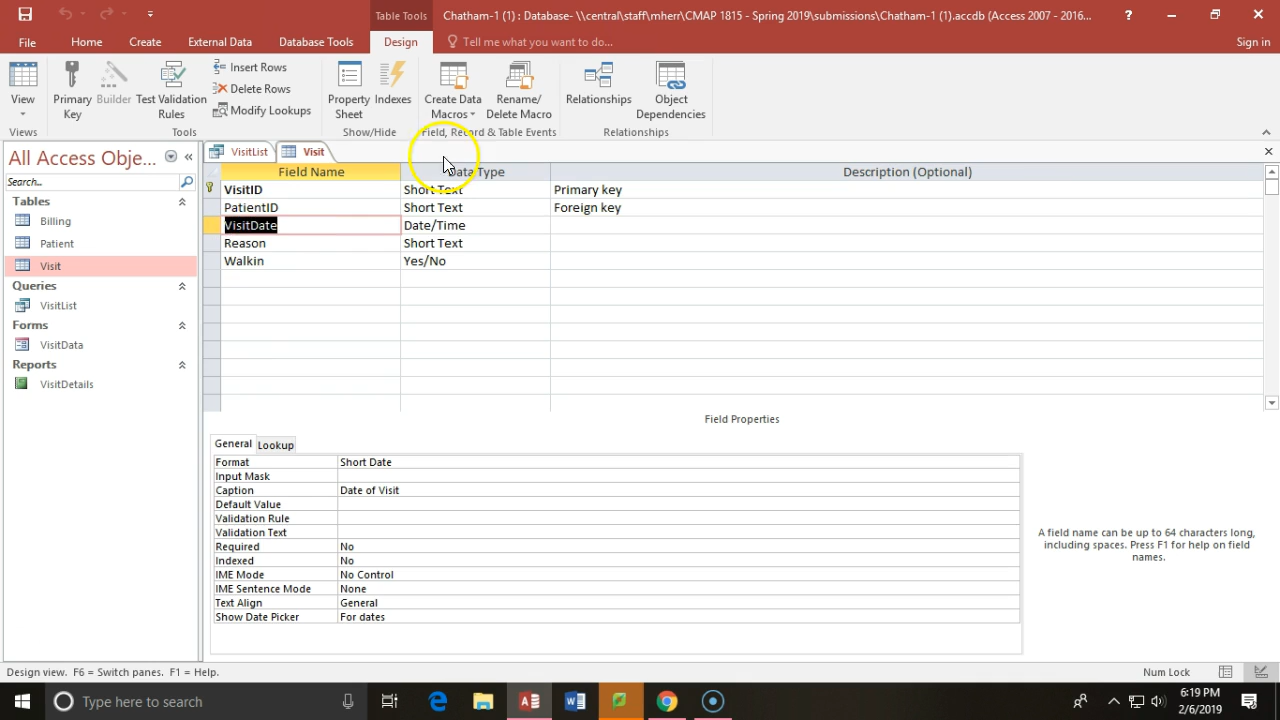 Table Tools
Chatham-1 (1) : Database- \\central\staff\mherr\CMAP 1815 - Spring 2019\submissions\Chatham-1 (1).accdb (Access 2007 - 2016...
File Home Create External Data Database Tools Design Tell me what you want to do... Sign in
View
Primary Key
Builder
Test Validation Rules
Insert Rows
Delete Rows
Modify Lookups
Property Sheet
Indexes
Create Data Macros
Rename/ Delete Macro
Relationships
Object Dependencies
Views Tools Show/Hide Field, Record & Table Events Relationships
All Access Obje...
Search...
Tables
Billing
Patient
Visit
Queries
VisitList
Forms
VisitData
Reports
VisitDetails
VisitList Visit
Field Name Data Type Description (Optional)
VisitID Short Text Primary key
PatientID Short Text Foreign key
VisitDate Date/Time
Reason Short Text
Walkin Yes/No
Field Properties
General Lookup
Format Short Date
Input Mask
Caption Date of Visit
Default Value
Validation Rule
Validation Text
Required No
Indexed No
IME Mode No Control
IME Sentence Mode None
Text Align General
Show Date Picker For dates
A field name can be up to 64 characters long,
including spaces. Press F1 for help on field
names.
Design view. F6 = Switch panes. F1 = Help. Num Lock
Type here to search
6:19 PM
2/6/2019